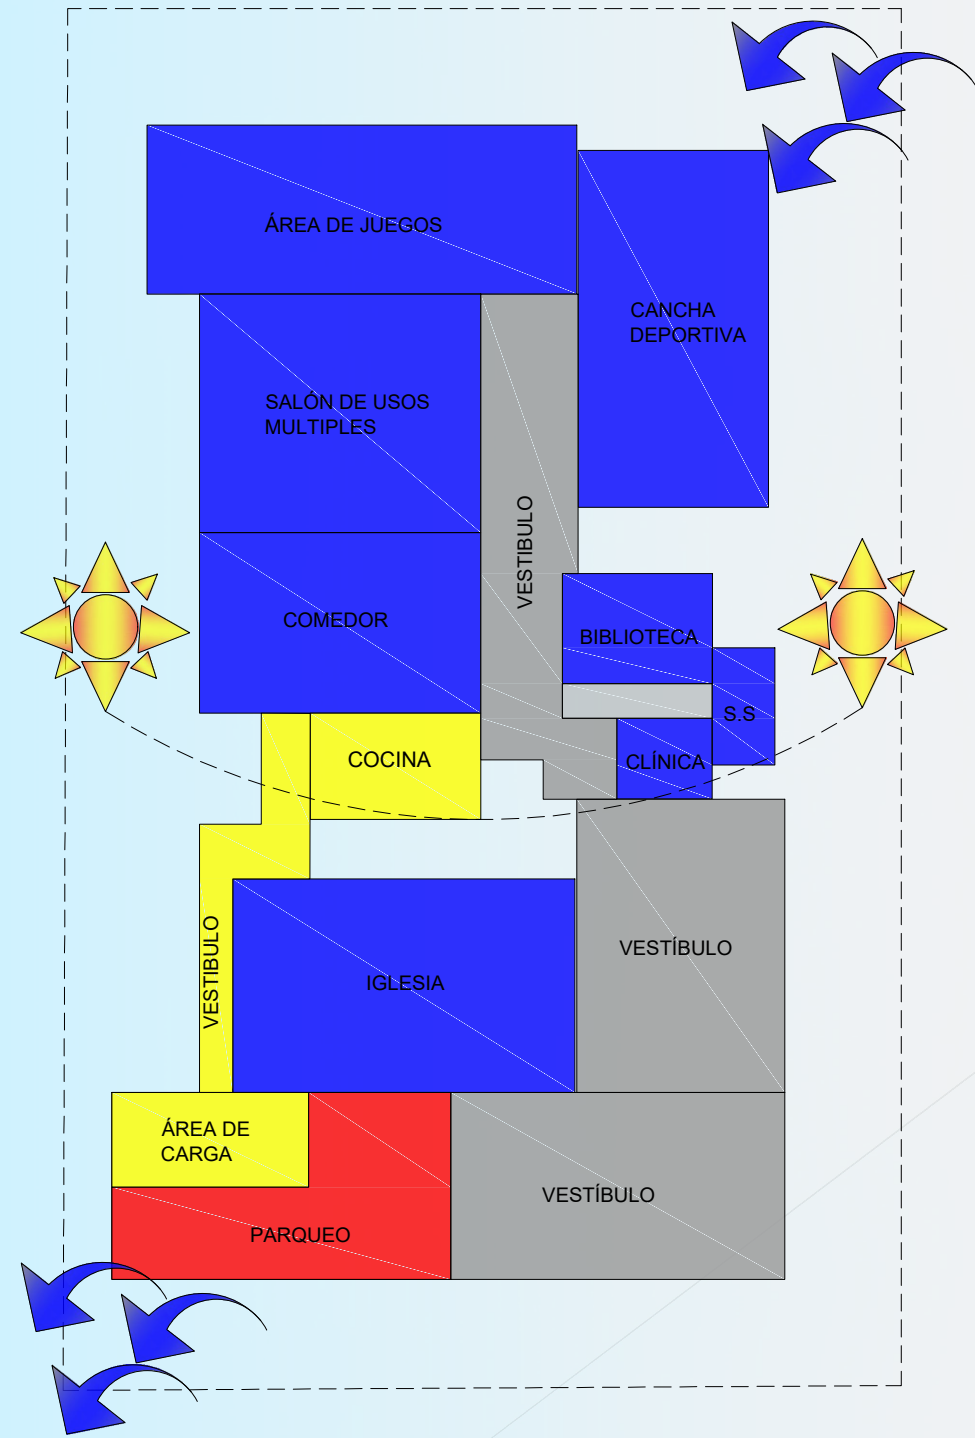 ÁREA DE JUEGOS
CANCHA
DEPORTIVA
SALÓN DE USOS
MULTIPLES
VESTIBULO
COMEDOR
BIBLIOTECA
S.S
COCINA
CLÍNICA
VESTIBULO
IGLESIA
VESTÍBULO
ÁREA DE
CARGA
VESTÍBULO
PARQUEO